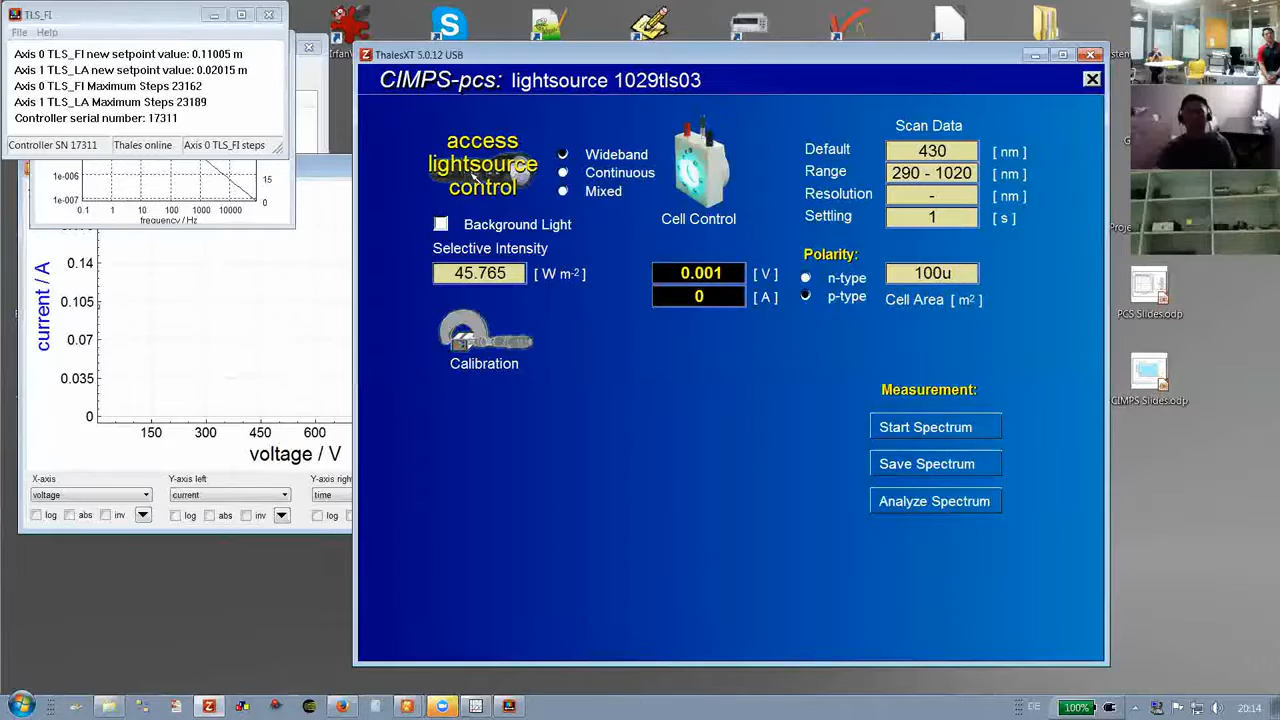 TLS_FI
File Help
Axis 0 TLS_FI new setpoint value: 0.11005 m
Axis 1 TLS_LA new setpoint value: 0.02015 m
Axis 0 TLS_FI Maximum Steps 23162
Axis 1 TLS_LA Maximum Steps 23189
Controller serial number: 17311
Controller SN 17311 Thales online Axis 0 TLS_FI steps
1e-006
1e-007
15
0
0.1 1 10 100 1000 10000
frequency / Hz
current / A
0.14
0.105
0.07
0.035
0
150 300 450 600
voltage / V
X-axis Y-axis left Y-axis right
voltage current time
log abs inv log abs inv log
ThalesXT 5.0.12 USB
CIMPS-pcs: lightsource 1029tls03
access
lightsource
control
Wideband
Continuous
Mixed
Background Light
Selective Intensity
45.765 [ W m-2 ]
Calibration
Cell Control
0.001 [ V ]
0 [ A ]
Scan Data
Default 430 [ nm ]
Range 290 - 1020 [ nm ]
Resolution - [ nm ]
Settling 1 [ s ]
Polarity:
n-type
p-type
100u
Cell Area [ m2 ]
Measurement:
Start Spectrum
Save Spectrum
Analyze Spectrum
PCS Slides.odp
CIMPS Slides.odp
DE 100% 20:14